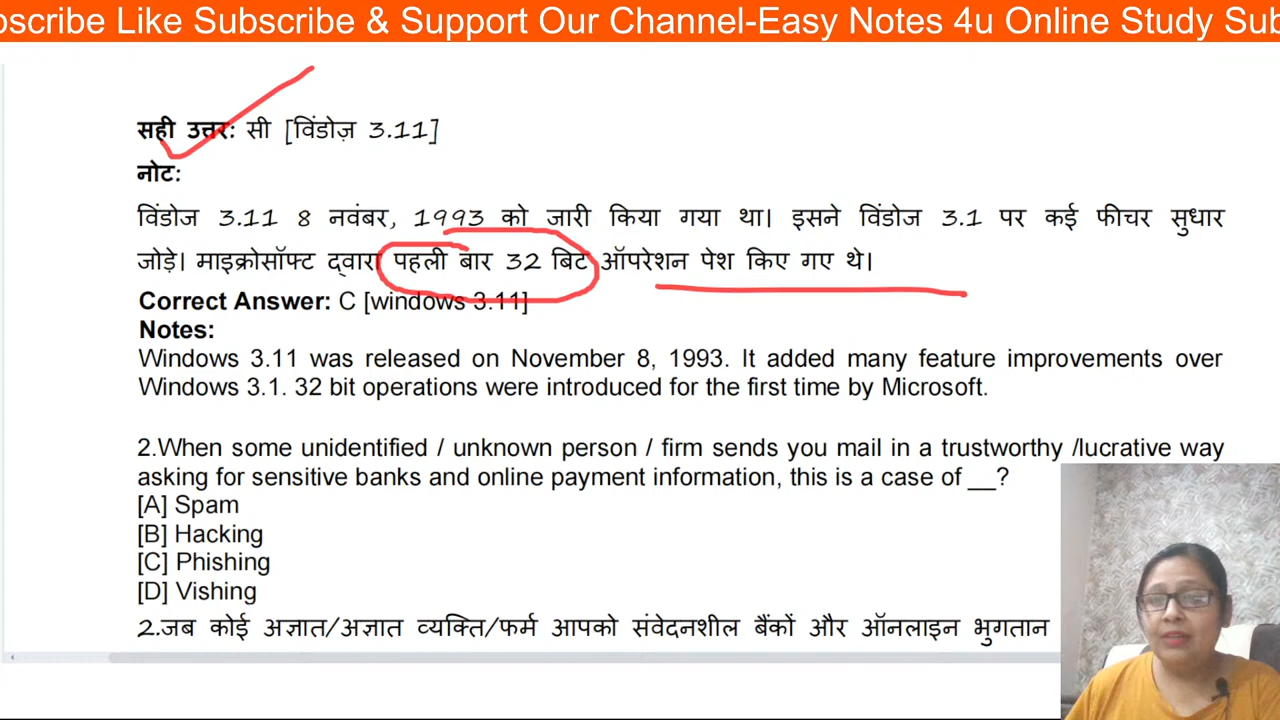 scribe Like Subscribe & Support Our Channel-Easy Notes 4u Online Study Sub
सही उत्तर: सी [विंडोज़ 3.11]
नोट:
विंडोज 3.11 8 नवंबर, 1993 को जारी किया गया था। इसने विंडोज 3.1 पर कई फीचर सुधार
जोड़े। माइक्रोसॉफ्ट द्वारा पहली बार 32 बिट ऑपरेशन पेश किए गए थे।
Correct Answer: C [windows 3.11]
Notes:
Windows 3.11 was released on November 8, 1993. It added many feature improvements over
Windows 3.1. 32 bit operations were introduced for the first time by Microsoft.
2.When some unidentified / unknown person / firm sends you mail in a trustworthy /lucrative way
asking for sensitive banks and online payment information, this is a case of __?
[A] Spam
[B] Hacking
[C] Phishing
[D] Vishing
2.जब कोई अज्ञात/अज्ञात व्यक्ति/फर्म आपको संवेदनशील बैंकों और ऑनलाइन भुगतान